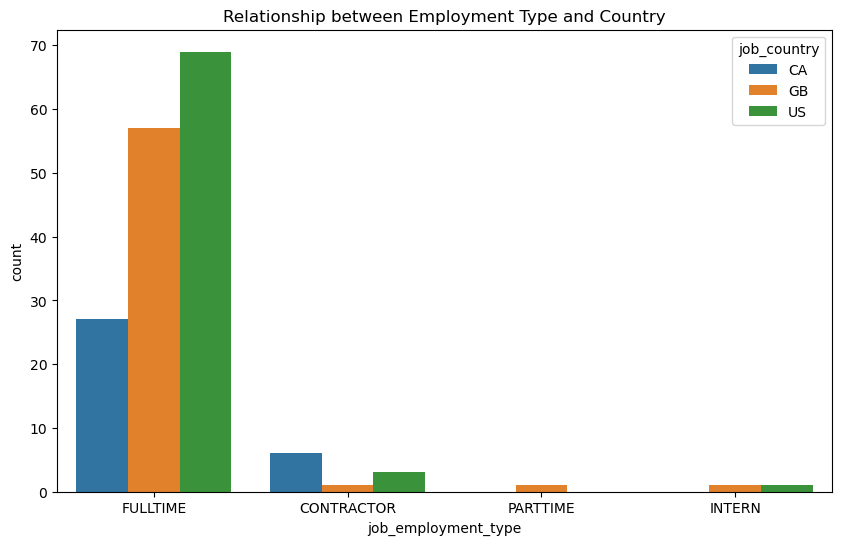 Relationship between Employment Type and Country
job_country
CA
GB
US
count
70
60
50
40
30
20
10
0
FULLTIME CONTRACTOR PARTTIME INTERN
job_employment_type